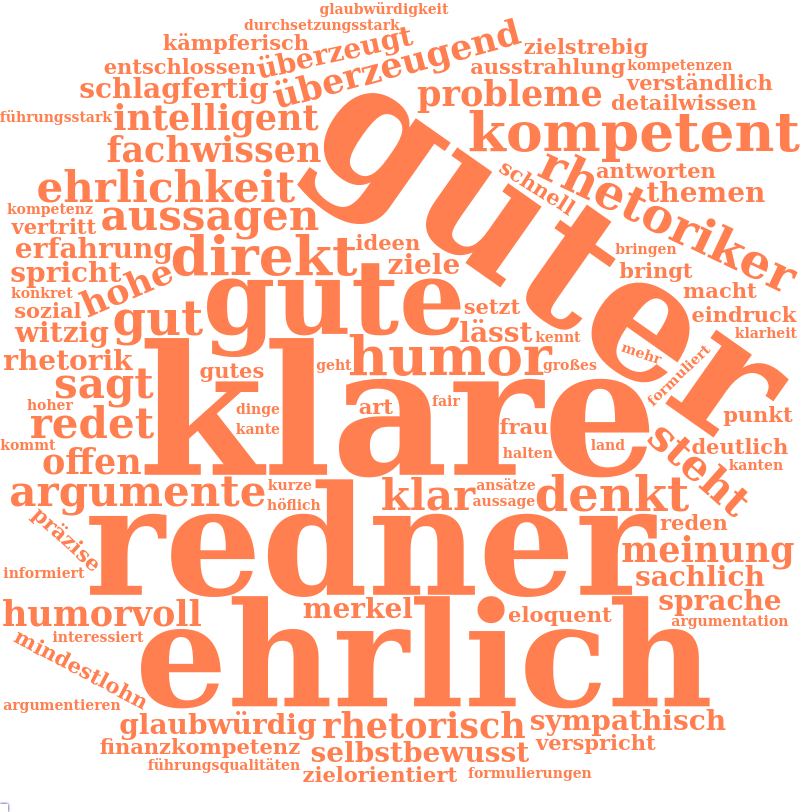 glaubwürdigkeit
durchsetzungsstark
kämpferisch
überzeugt
überzeugend
zielstrebig
entschlossen
ausstrahlung
kompetenzen
schlagfertig
probleme
verständlich
detailwissen
führungsstark
intelligent
guter
kompetent
fachwissen
schnell
rhetoriker
antworten
ehrlichkeit
themen
kompetenz
aussagen
vertritt
erfahrung
direkt
ideen
bringen
spricht
hohe
ziele
bringt
konkret
macht
sozial
gut
gute
setzt
eindruck
witzig
lässt
kennt
klarheit
rhetorik
gutes
geht
humor
großes
mehr
formuliert
sagt
klare
hoher
dinge
art
fair
punkt
redet
kante
frau
steht
kommt
halten
land
deutlich
offen
kanten
argumente
kurze
klar
ansätze
denkt
höflich
aussage
präzise
redner
reden
meinung
informiert
sachlich
humorvoll
merkel
ehrlich
eloquent
sprache
argumentation
interessiert
mindestlohn
argumentieren
glaubwürdig
rhetorisch
sympathisch
finanzkompetenz
selbstbewusst
verspricht
führungsqualitäten
zielorientiert
formulierungen